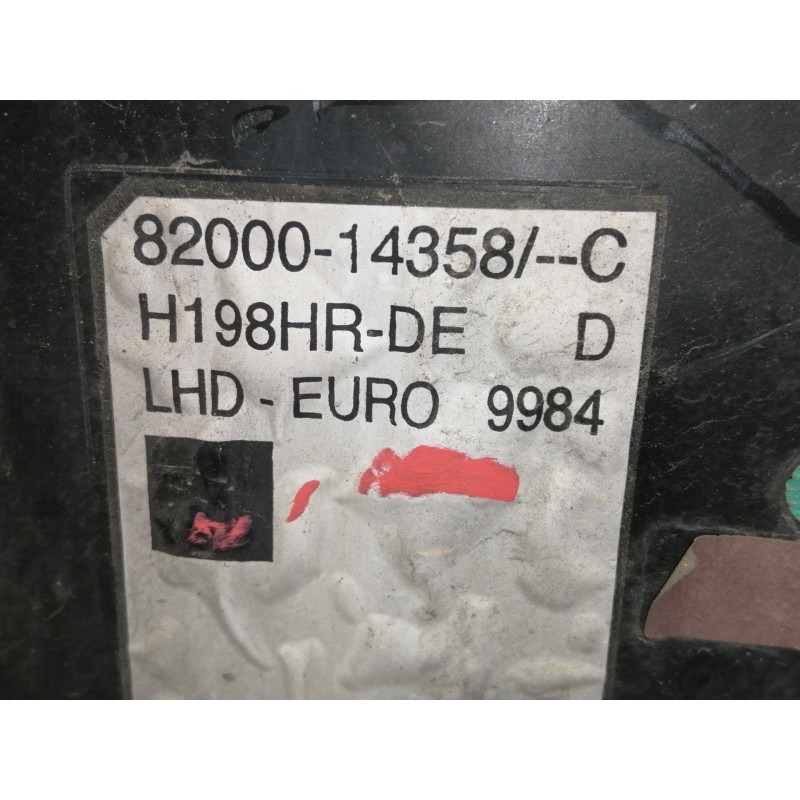 82000-14358/--C
H198HR-DE D
LHD - EURO 9984